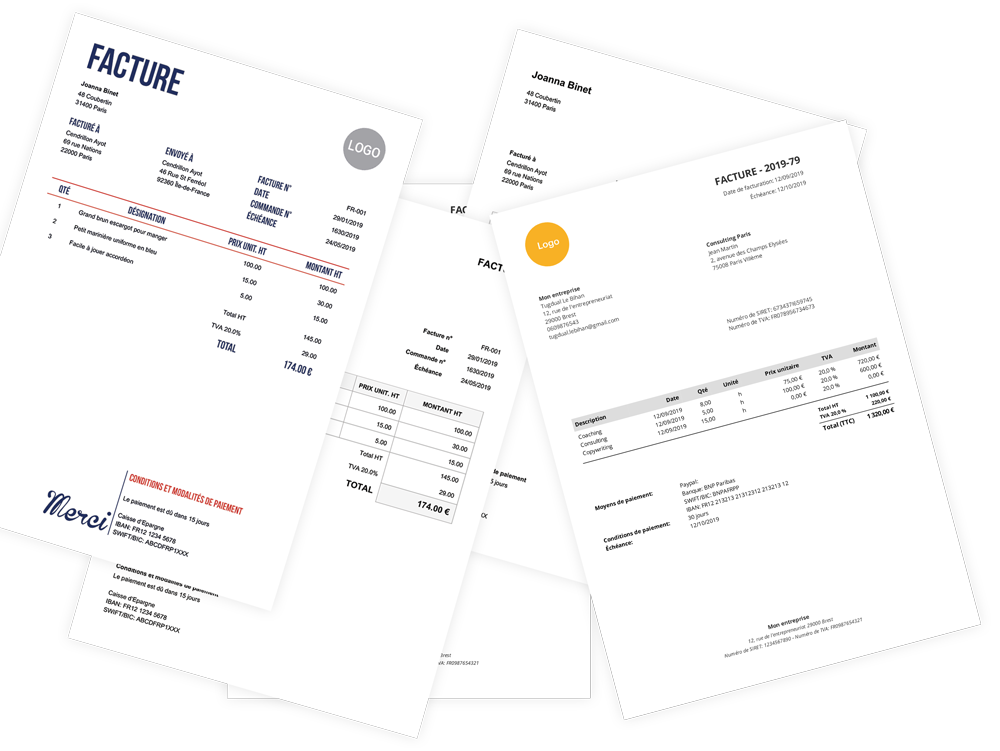 FACTURE
Joanna Binet
48 Coubertin
31400 Paris
LOGO
FACTURÉ À
Cendrillon Ayot
69 rue Nations
22000 Paris
ENVOYÉ À
Cendrillon Ayot
46 Rue St Ferréol
92360 Île-de-France
FACTURE N° FR-001
DATE 29/01/2019
COMMANDE N° 1630/2019
ÉCHÉANCE 24/05/2019
QTÉ DÉSIGNATION PRIX UNIT. HT MONTANT HT
1 Grand brun escargot pour manger 100.00 100.00
2 Petit marinière uniforme en bleu 15.00 30.00
3 Facile à jouer accordéon 5.00 15.00
Total HT 145.00
TVA 20.0% 29.00
TOTAL 174.00 €
Merci
CONDITIONS ET MODALITÉS DE PAIEMENT
Le paiement est dû dans 15 jours
Caisse d'Epargne
IBAN: FR12 1234 5678
SWIFT/BIC: ABCDFRP1XXX
Facture n° FR-001
Date 29/01/2019
Commande n° 1630/2019
Échéance 24/05/2019
PRIX UNIT. HT MONTANT HT
100.00 100.00
15.00 30.00
5.00 15.00
Total HT 145.00
TVA 20.0% 29.00
TOTAL 174.00 €
Conditions et modalités de paiement
Le paiement est dû dans 15 jours
Caisse d'Epargne
IBAN: FR12 1234 5678
SWIFT/BIC: ABCDFRP1XXX
Joanna Binet
48 Coubertin
31400 Paris
Facturé à
Cendrillon Ayot
69 rue Nations
22000 Paris
FAC
FACT
de paiement
5 jours
XX
Brest
VA: FR0987654321
FACTURE - 2019-79
Date de facturation: 12/09/2019
Échéance: 12/10/2019
Logo
Consulting Paris
Jean Martin
2, avenue des Champs Elysées
75008 Paris VIIIème
Mon entreprise
Tugdual Le Bihan
12, rue de l'entrepreneuriat
29000 Brest
0609876543
tugdual.lebihan@gmail.com
Numéro de SIRET: 673437I659745
Numéro de TVA: FR078956734673
Description Date Qté Unité Prix unitaire TVA Montant
Coaching 12/09/2019 8,00 h 75,00 € 20,0 % 720,00 €
Consulting 12/09/2019 5,00 h 100,00 € 20,0 % 600,00 €
Copywriting 12/09/2019 15,00 h 0,00 € 20,0 % 0,00 €
Total HT 1 100,00 €
TVA 20,0 % 220,00 €
Total (TTC) 1 320,00 €
Moyens de paiement: Paypal:
Banque: BNP Paribas
SWIFT/BIC: BNPAFRPP
IBAN: FR12 213213 21312312 213213 12
Conditions de paiement: 30 jours
Échéance: 12/10/2019
Mon entreprise
12, rue de l'entrepreneuriat 29000 Brest
Numéro de SIRET: 1234567890 - Numéro de TVA: FR0987654321